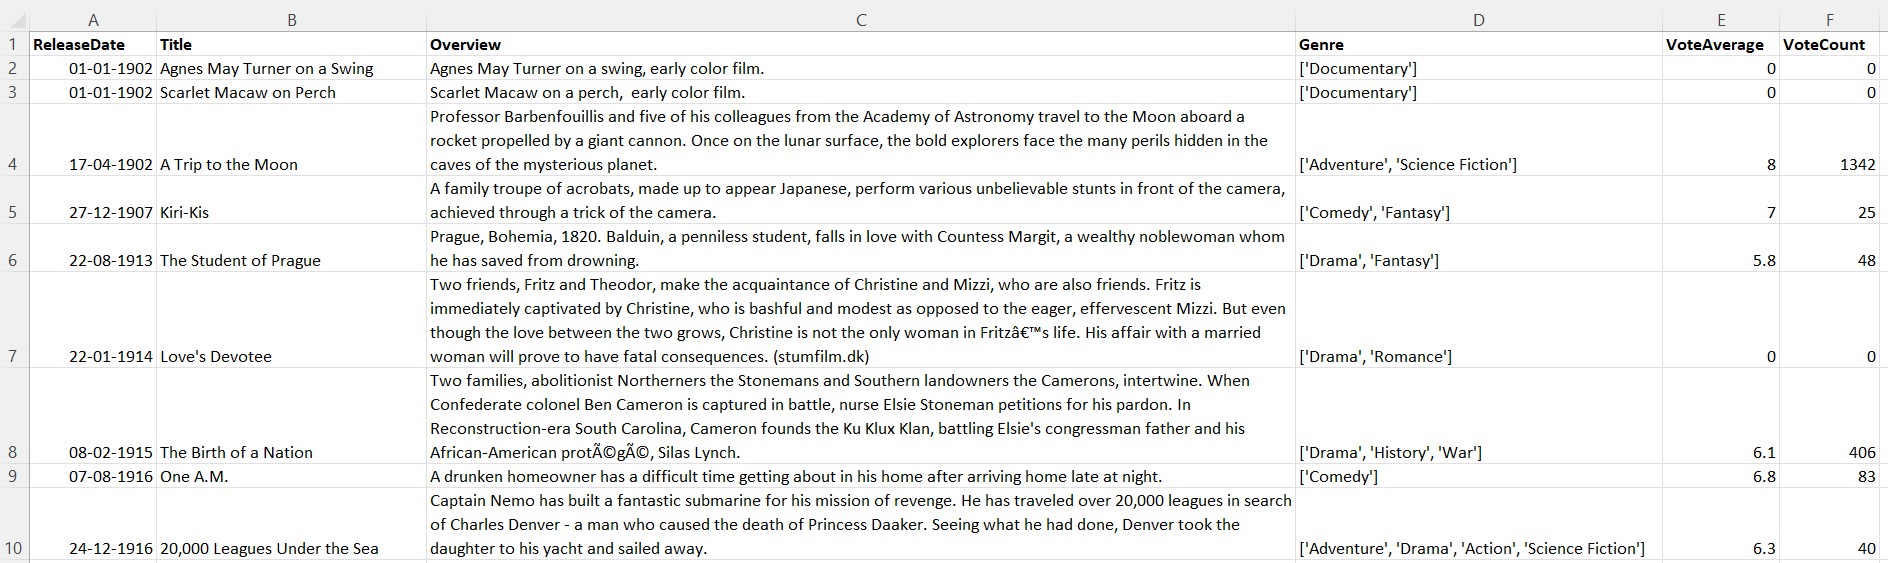 A B C D E F
1 ReleaseDate Title Overview Genre VoteAverage VoteCount
2 01-01-1902 Agnes May Turner on a Swing Agnes May Turner on a swing, early color film. ['Documentary'] 0 0
3 01-01-1902 Scarlet Macaw on Perch Scarlet Macaw on a perch,  early color film. ['Documentary'] 0 0
Professor Barbenfouillis and five of his colleagues from the Academy of Astronomy travel to the Moon aboard a
rocket propelled by a giant cannon. Once on the lunar surface, the bold explorers face the many perils hidden in the
4 17-04-1902 A Trip to the Moon caves of the mysterious planet. ['Adventure', 'Science Fiction'] 8 1342
A family troupe of acrobats, made up to appear Japanese, perform various unbelievable stunts in front of the camera,
5 27-12-1907 Kiri-Kis achieved through a trick of the camera. ['Comedy', 'Fantasy'] 7 25
Prague, Bohemia, 1820. Balduin, a penniless student, falls in love with Countess Margit, a wealthy noblewoman whom
6 22-08-1913 The Student of Prague he has saved from drowning. ['Drama', 'Fantasy'] 5.8 48
Two friends, Fritz and Theodor, make the acquaintance of Christine and Mizzi, who are also friends. Fritz is
immediately captivated by Christine, who is bashful and modest as opposed to the eager, effervescent Mizzi. But even
though the love between the two grows, Christine is not the only woman in Fritzâ€™s life. His affair with a married
7 22-01-1914 Love's Devotee woman will prove to have fatal consequences. (stumfilm.dk) ['Drama', 'Romance'] 0 0
Two families, abolitionist Northerners the Stonemans and Southern landowners the Camerons, intertwine. When
Confederate colonel Ben Cameron is captured in battle, nurse Elsie Stoneman petitions for his pardon. In
Reconstruction-era South Carolina, Cameron founds the Ku Klux Klan, battling Elsie's congressman father and his
8 08-02-1915 The Birth of a Nation African-American protÃ©gÃ©, Silas Lynch. ['Drama', 'History', 'War'] 6.1 406
9 07-08-1916 One A.M. A drunken homeowner has a difficult time getting about in his home after arriving home late at night. ['Comedy'] 6.8 83
Captain Nemo has built a fantastic submarine for his mission of revenge. He has traveled over 20,000 leagues in search
of Charles Denver - a man who caused the death of Princess Daaker. Seeing what he had done, Denver took the
10 24-12-1916 20,000 Leagues Under the Sea daughter to his yacht and sailed away. ['Adventure', 'Drama', 'Action', 'Science Fiction'] 6.3 40